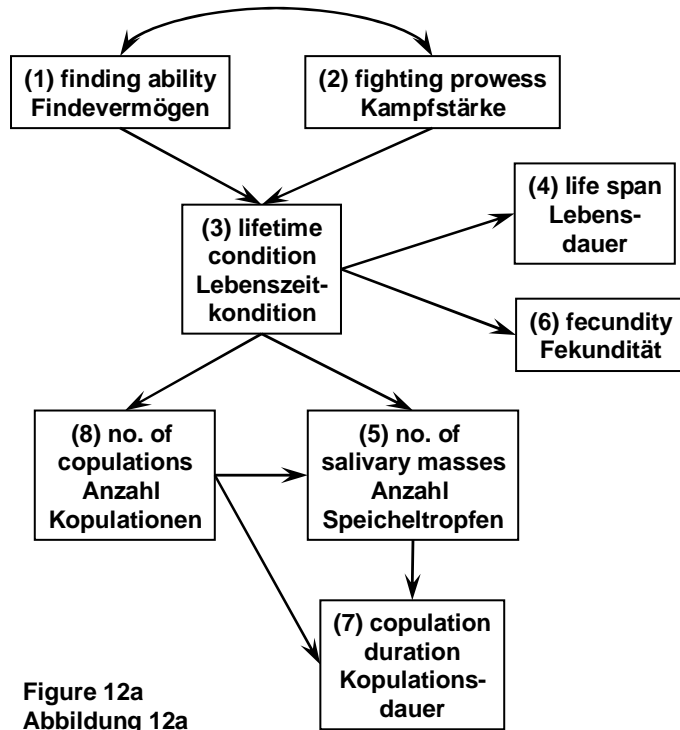 (1) finding ability
Findevermögen
(2) fighting prowess
Kampfstärke
(3) lifetime
condition
Lebenszeit-
kondition
(4) life span
Lebens-
dauer
(6) fecundity
Fekundität
(8) no. of
copulations
Anzahl
Kopulationen
(5) no. of
salivary masses
Anzahl
Speicheltropfen
(7) copulation
duration
Kopulations-
dauer
Figure 12a
Abbildung 12a